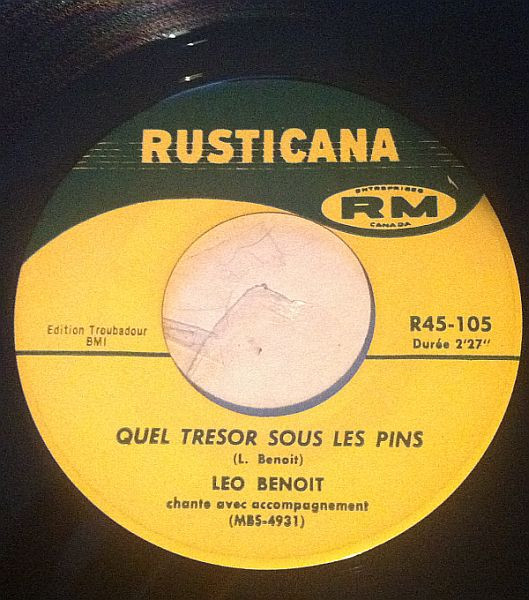 RUSTICANA
ENTREPRISES
RM
CANADA
Edition Troubadour
BMI
R45-105
Durée 2'27"
QUEL TRESOR SOUS LES PINS
(L. Benoit)
LEO BENOIT
chante avec accompagnement
(MBS-4931)